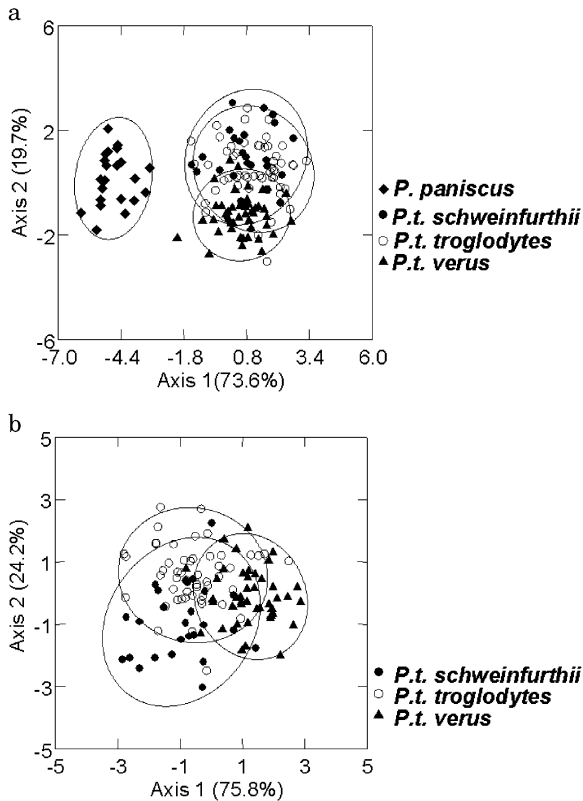 a
6
2
-2
-6
Axis 2 (19.7%)
-7.0 -4.4 -1.8 0.8 3.4 6.0
Axis 1(73.6%)
P. paniscus
P.t. schweinfurthii
P.t. troglodytes
P.t. verus
b
5
3
1
-1
-3
-5
Axis 2 (24.2%)
-5 -3 -1 1 3 5
Axis 1 (75.8%)
P.t. schweinfurthii
P.t. troglodytes
P.t. verus